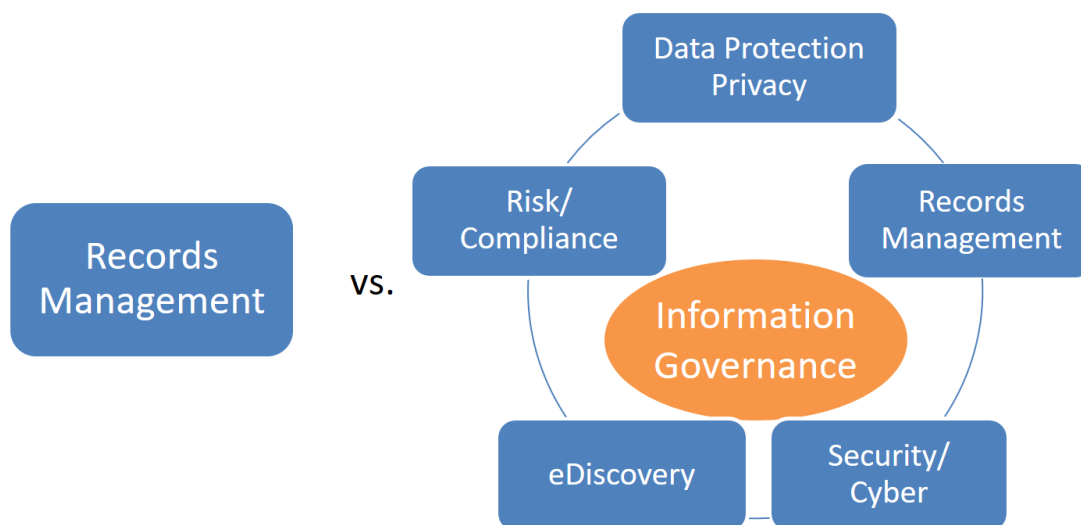 Records
Management
vs.
Data Protection
Privacy
Risk/
Compliance
Records
Management
Information
Governance
eDiscovery
Security/
Cyber